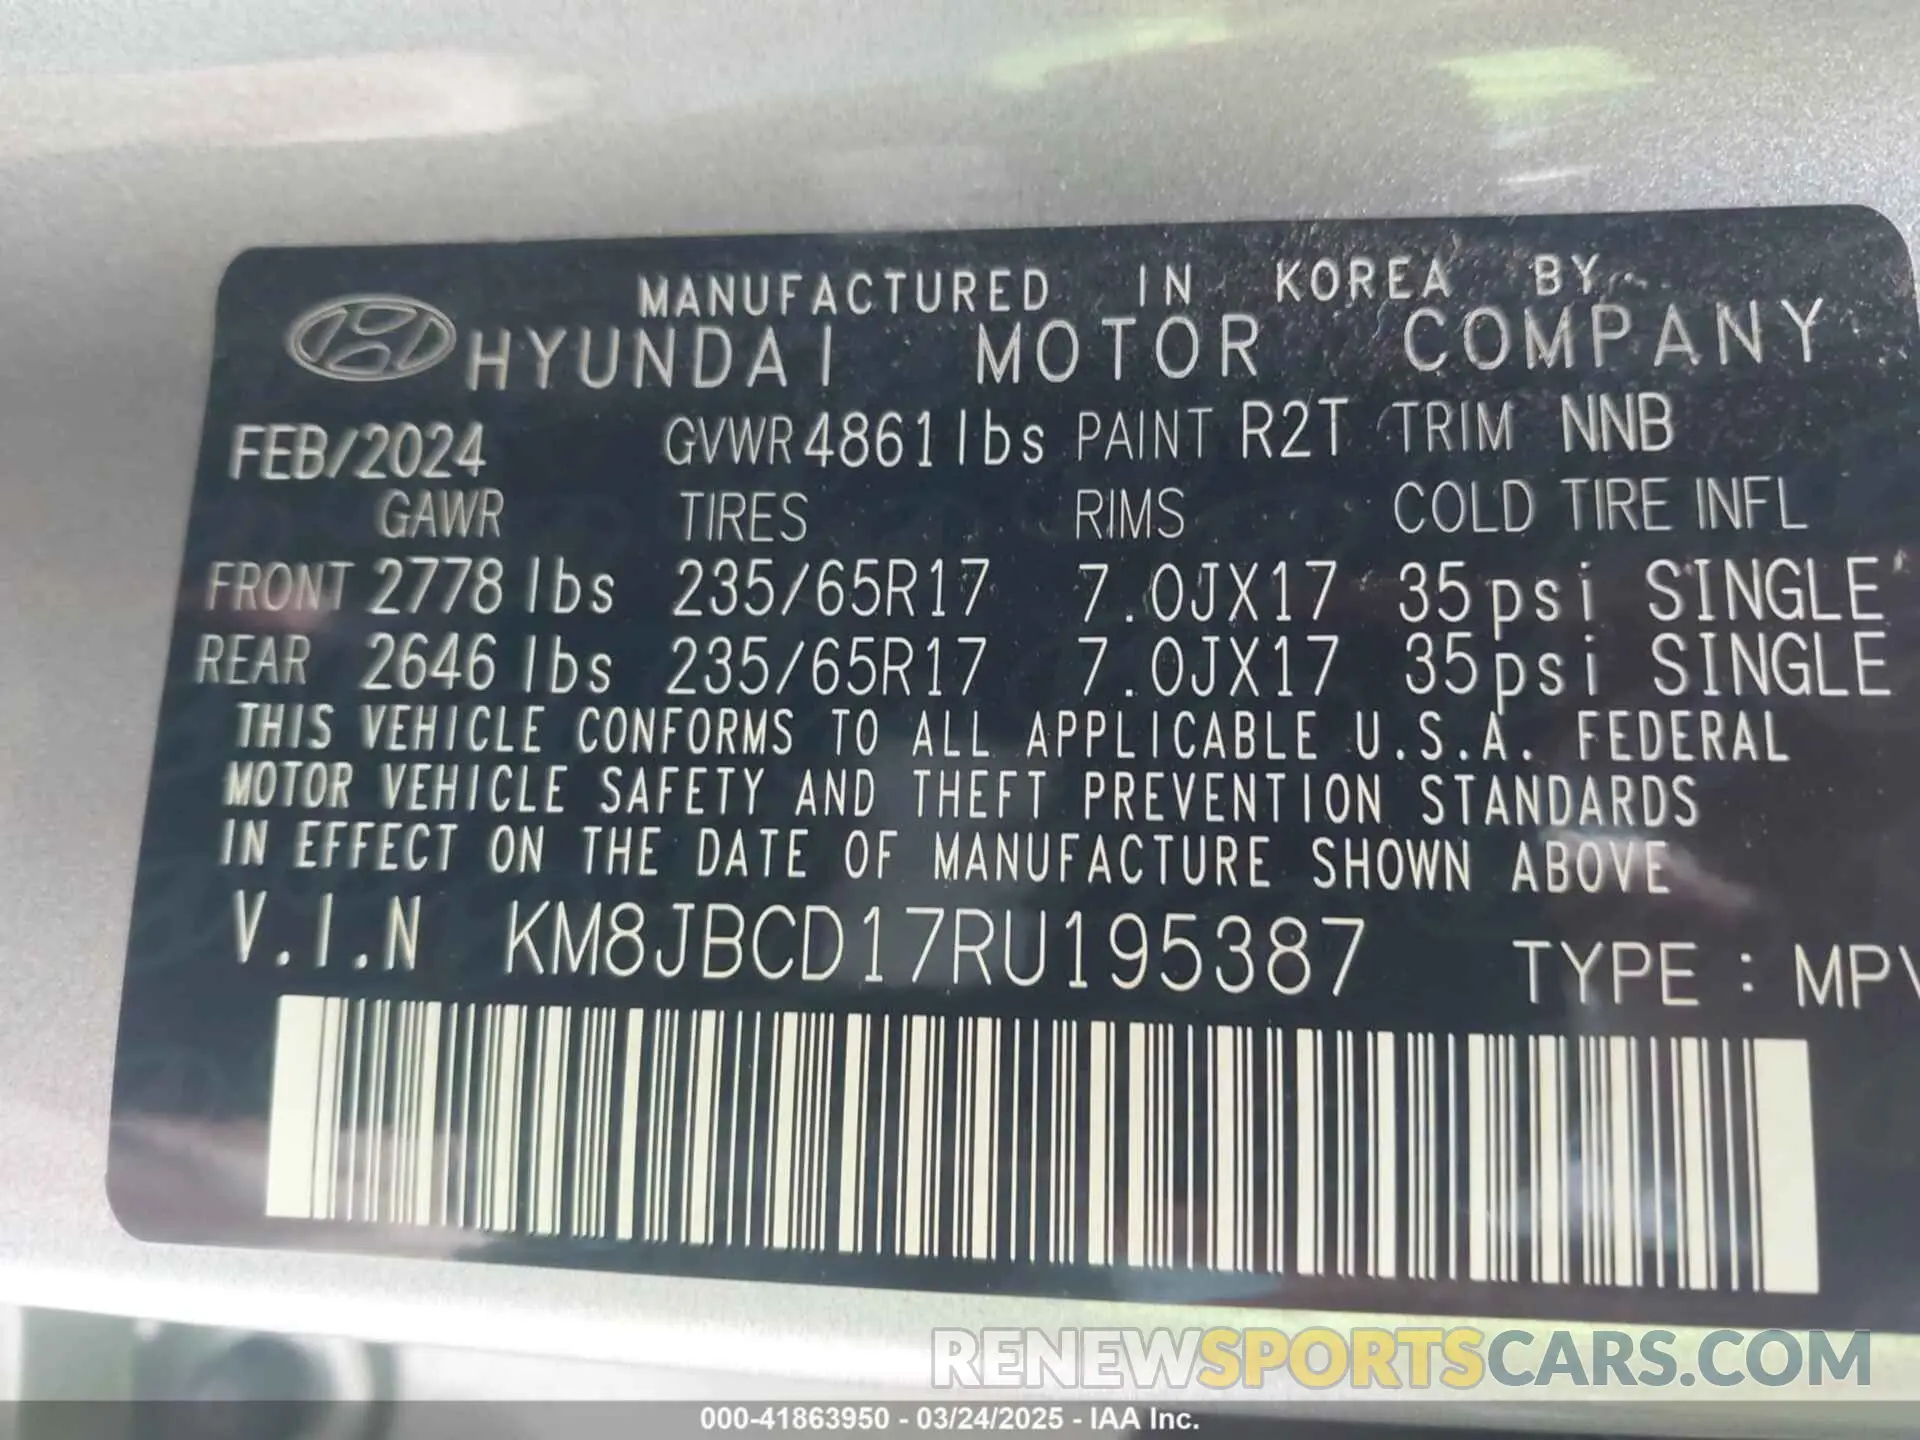 MANUFACTURED IN KOREA BY
HYUNDAI MOTOR COMPANY
FEB/2024 GVWR 4861 lbs PAINT R2T TRIM NNB
GAWR TIRES RIMS COLD TIRE INFL
FRONT 2778 lbs 235/65R17 7.0JX17 35psi SINGLE
REAR 2646 lbs 235/65R17 7.0JX17 35psi SINGLE
THIS VEHICLE CONFORMS TO ALL APPLICABLE U.S.A. FEDERAL
MOTOR VEHICLE SAFETY AND THEFT PREVENTION STANDARDS
IN EFFECT ON THE DATE OF MANUFACTURE SHOWN ABOVE
V.I.N KM8JBCD17RU195387 TYPE : MPV
RENEWSPORTSCARS.COM
000-41863950 - 03/24/2025 - IAA Inc.